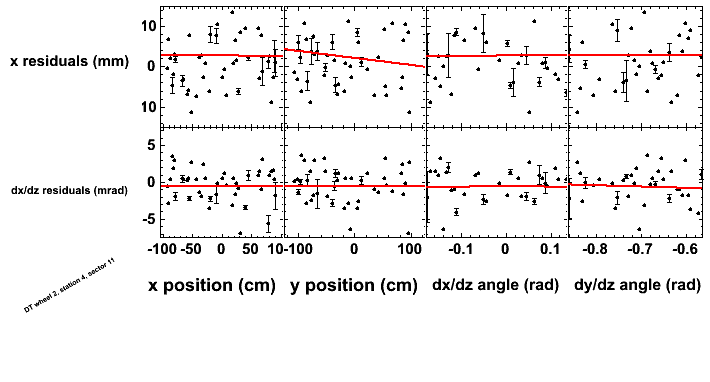 10
x residuals (mm)
0
10
5
dx/dz residuals (mrad)
0
-5
-100 -50 0 50 10
-100 0 100
-0.1 0 0.1
-0.8 -0.7 -0.6
x position (cm) y position (cm) dx/dz angle (rad) dy/dz angle (rad)
DT wheel 2, station 4, sector 11